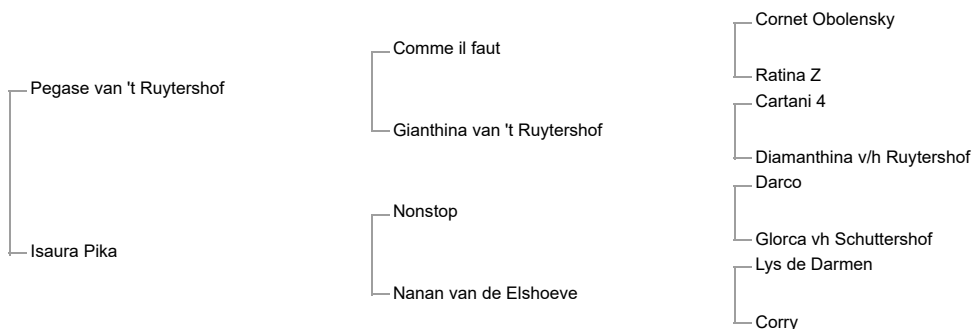 Cornet Obolensky
Comme il faut
Ratina Z
Pegase van 't Ruytershof
Cartani 4
Gianthina van 't Ruytershof
Diamanthina v/h Ruytershof
Darco
Nonstop
Glorca vh Schuttershof
Isaura Pika
Lys de Darmen
Nanan van de Elshoeve
Corry